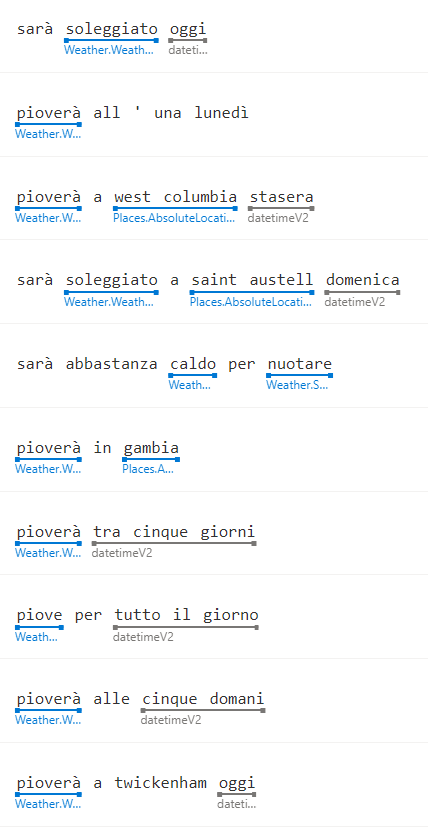 sarà soleggiato oggi
Weather.Weath... dateti...
pioverà all ' una lunedì
Weather.W...
pioverà a west columbia stasera
Weather.W... Places.AbsoluteLocati... datetimeV2
sarà soleggiato a saint austell domenica
Weather.Weath... Places.AbsoluteLocati... datetimeV2
sarà abbastanza caldo per nuotare
Weath... Weather.S...
pioverà in gambia
Weather.W... Places.A...
pioverà tra cinque giorni
Weather.W... datetimeV2
piove per tutto il giorno
Weath... datetimeV2
pioverà alle cinque domani
Weather.W... datetimeV2
pioverà a twickenham oggi
Weather.W... dateti...